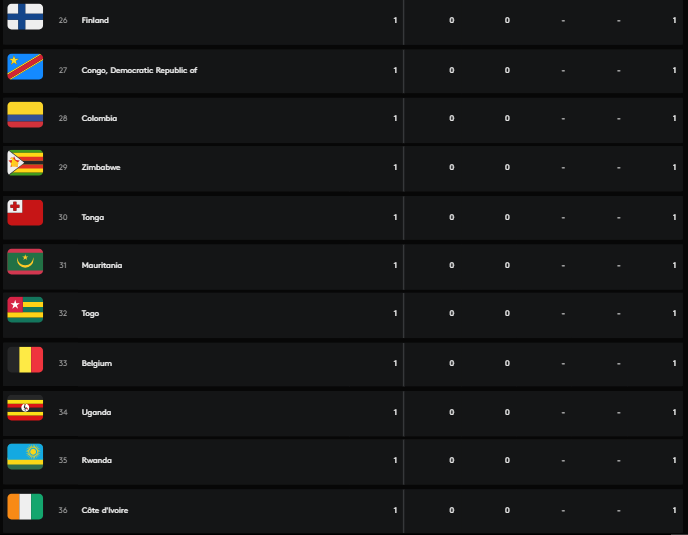 26 Finland 1 0 0 - - 1
27 Congo, Democratic Republic of 1 0 0 - - 1
28 Colombia 1 0 0 - - 1
29 Zimbabwe 1 0 0 - - 1
30 Tonga 1 0 0 - - 1
31 Mauritania 1 0 0 - - 1
32 Togo 1 0 0 - - 1
33 Belgium 1 0 0 - - 1
34 Uganda 1 0 0 - - 1
35 Rwanda 1 0 0 - - 1
36 Côte d'Ivoire 1 0 0 - - 1